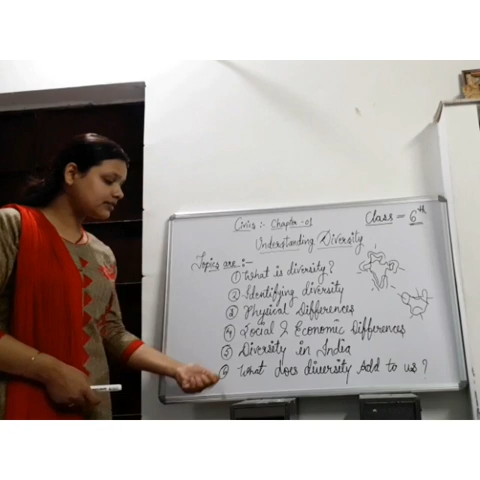 Civics :- Chapter -01
Class = 6th
Understanding Diversity
Topics are :-
① What is diversity?
② Identifying diversity
③ Physical Differences
④ Social & Economic Differences
⑤ Diversity in India
⑥ What does diversity Add to us ?